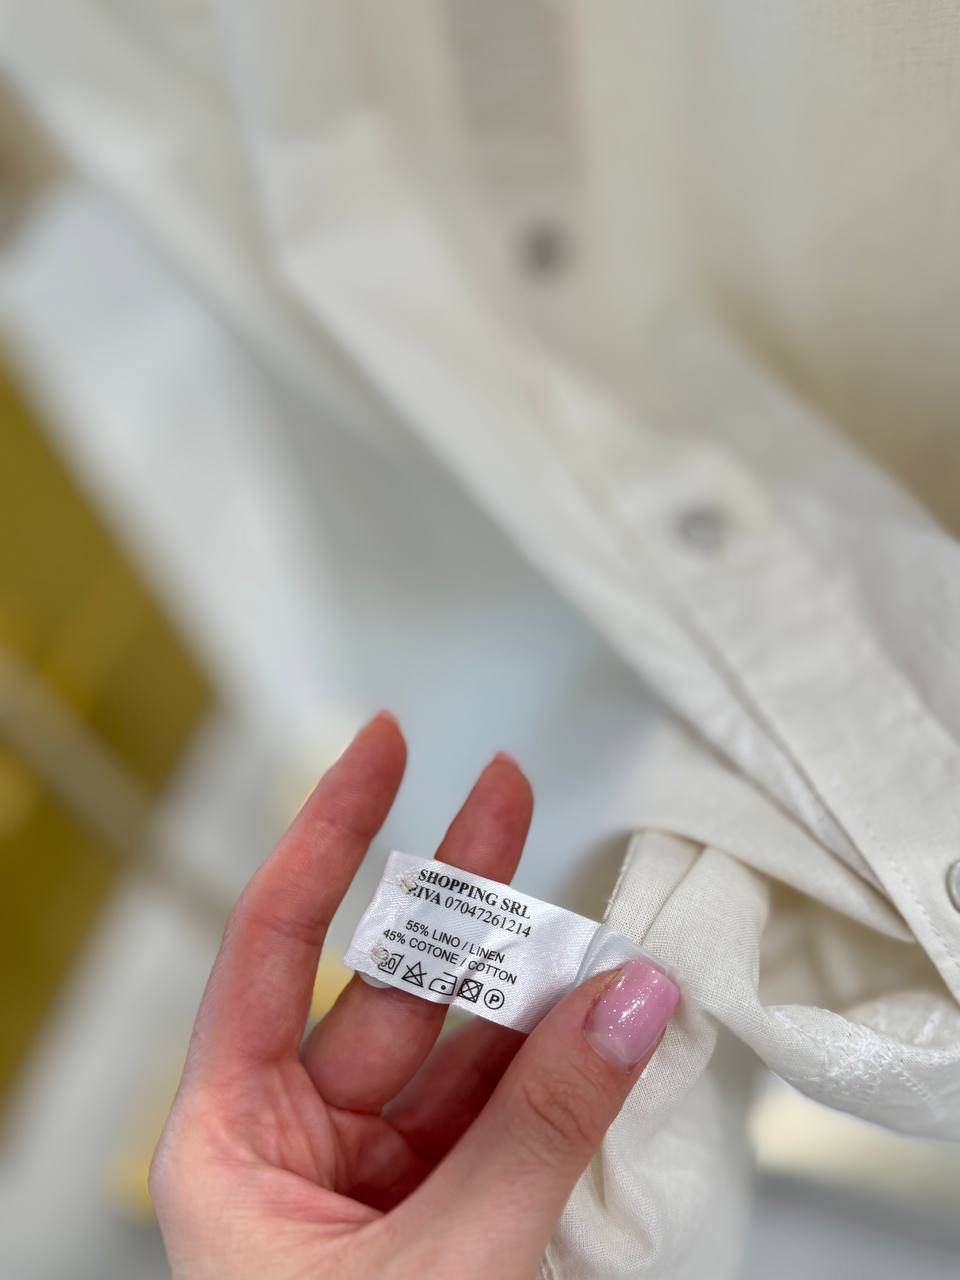 SHOPPING SRL
P.IVA 07047261214
55% LINO / LINEN
45% COTONE / COTTON
P